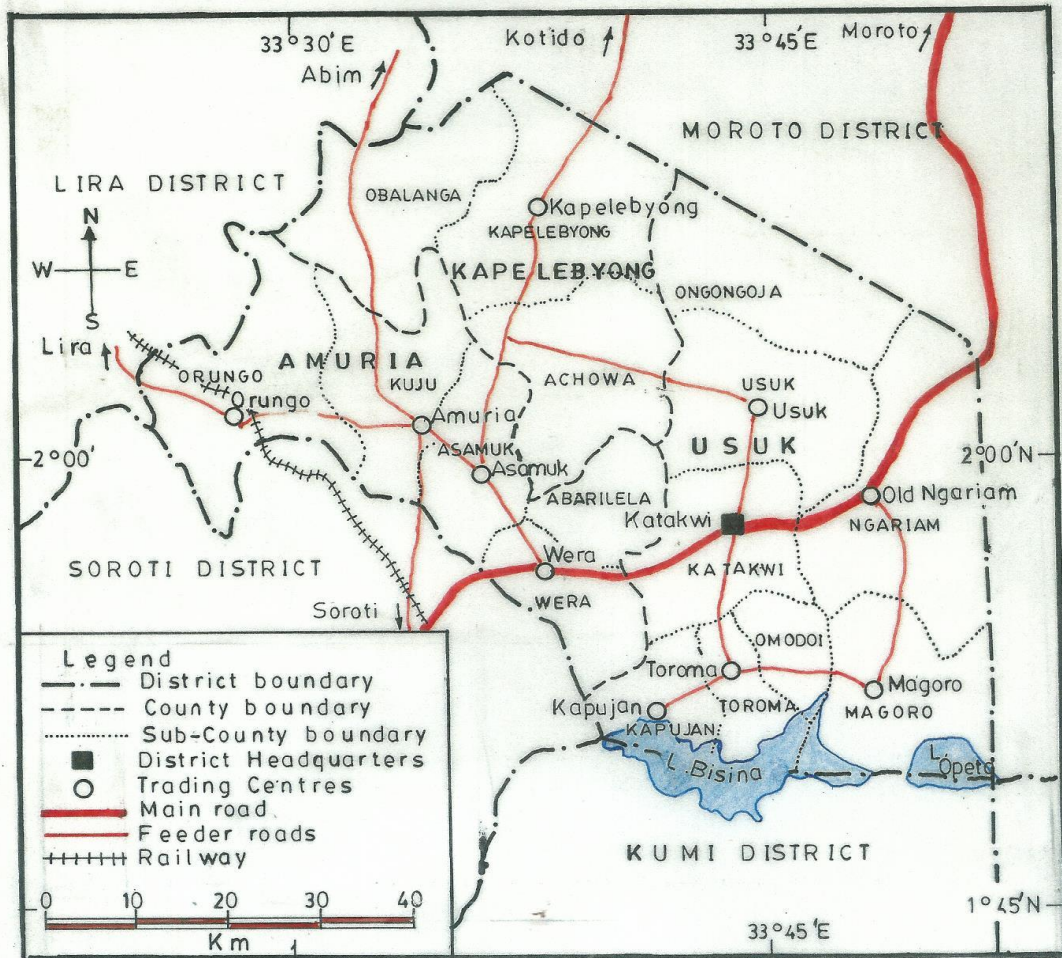 33°30'E
Kotido
33°45'E
Moroto
Abim
MOROTO DISTRICT
LIRA DISTRICT
OBALANGA
N
Kapelebyong
KAPELEBYONG
W E
KAPELEBYONG
S
ONGONGOJA
Lira
AMURIA
ORUNGO
KUJU
ACHOWA
USUK
Orungo
Usuk
Amuria
USUK
2°00'
ASAMUK
2°00'N
Asamuk
ABARILELA
Old Ngariam
Katakwi
NGARIAM
Wera
SOROTI DISTRICT
KATAKWI
WERA
Soroti
OMODOI
Toroma
Magoro
Kapujan
TOROMA
MAGORO
KAPUJAN
L. Bisina
L. Opeta
KUMI DISTRICT
1°45'N
33°45'E
Legend
District boundary
County boundary
Sub-County boundary
District Headquarters
Trading Centres
Main road
Feeder roads
Railway
0 10 20 30 40
Km